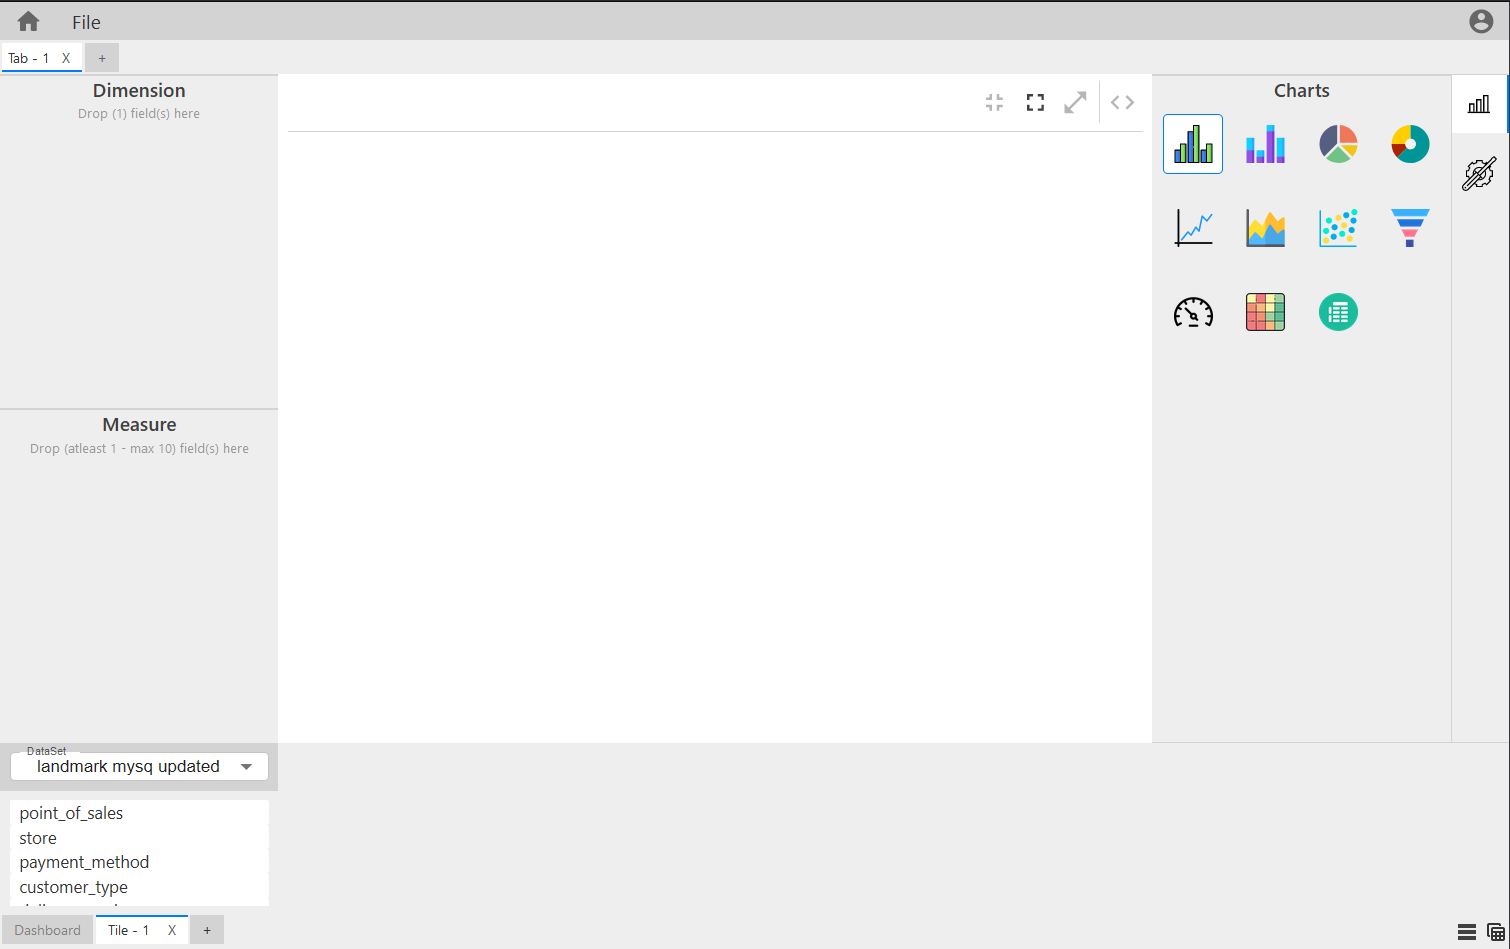 File
Tab - 1 X +
Dimension
Drop (1) field(s) here
Charts
Measure
Drop (atleast 1 - max 10) field(s) here
DataSet
landmark mysq updated
point_of_sales
store
payment_method
customer_type
Dashboard Tile - 1 X +